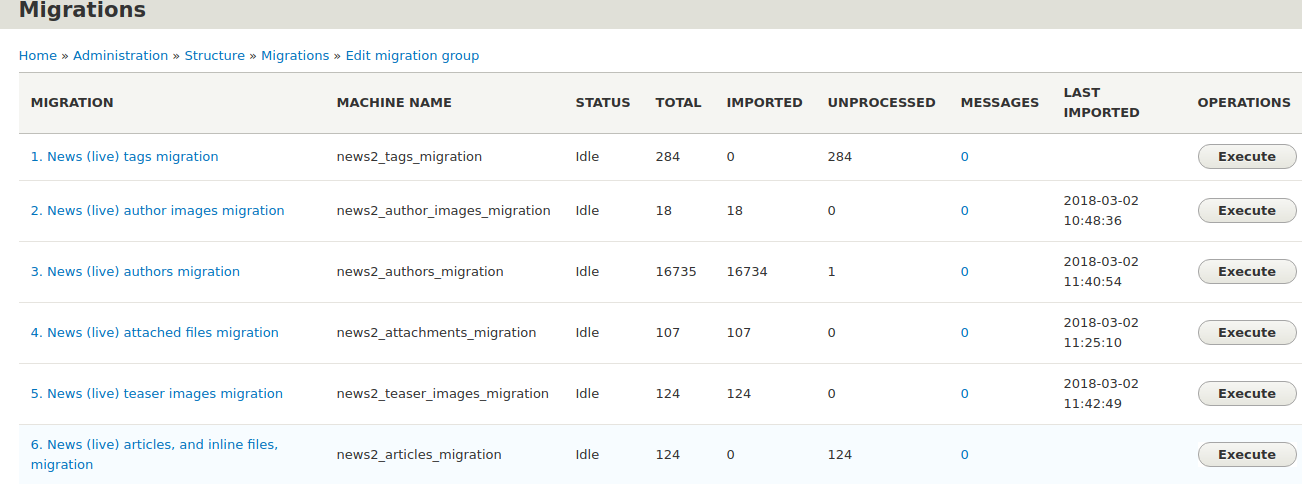 Migrations
Home » Administration » Structure » Migrations » Edit migration group
MIGRATION MACHINE NAME STATUS TOTAL IMPORTED UNPROCESSED MESSAGES LAST IMPORTED OPERATIONS
1. News (live) tags migration news2_tags_migration Idle 284 0 284 0 Execute
2. News (live) author images migration news2_author_images_migration Idle 18 18 0 0 2018-03-02 10:48:36 Execute
3. News (live) authors migration news2_authors_migration Idle 16735 16734 1 0 2018-03-02 11:40:54 Execute
4. News (live) attached files migration news2_attachments_migration Idle 107 107 0 0 2018-03-02 11:25:10 Execute
5. News (live) teaser images migration news2_teaser_images_migration Idle 124 124 0 0 2018-03-02 11:42:49 Execute
6. News (live) articles, and inline files, migration news2_articles_migration Idle 124 0 124 0 Execute